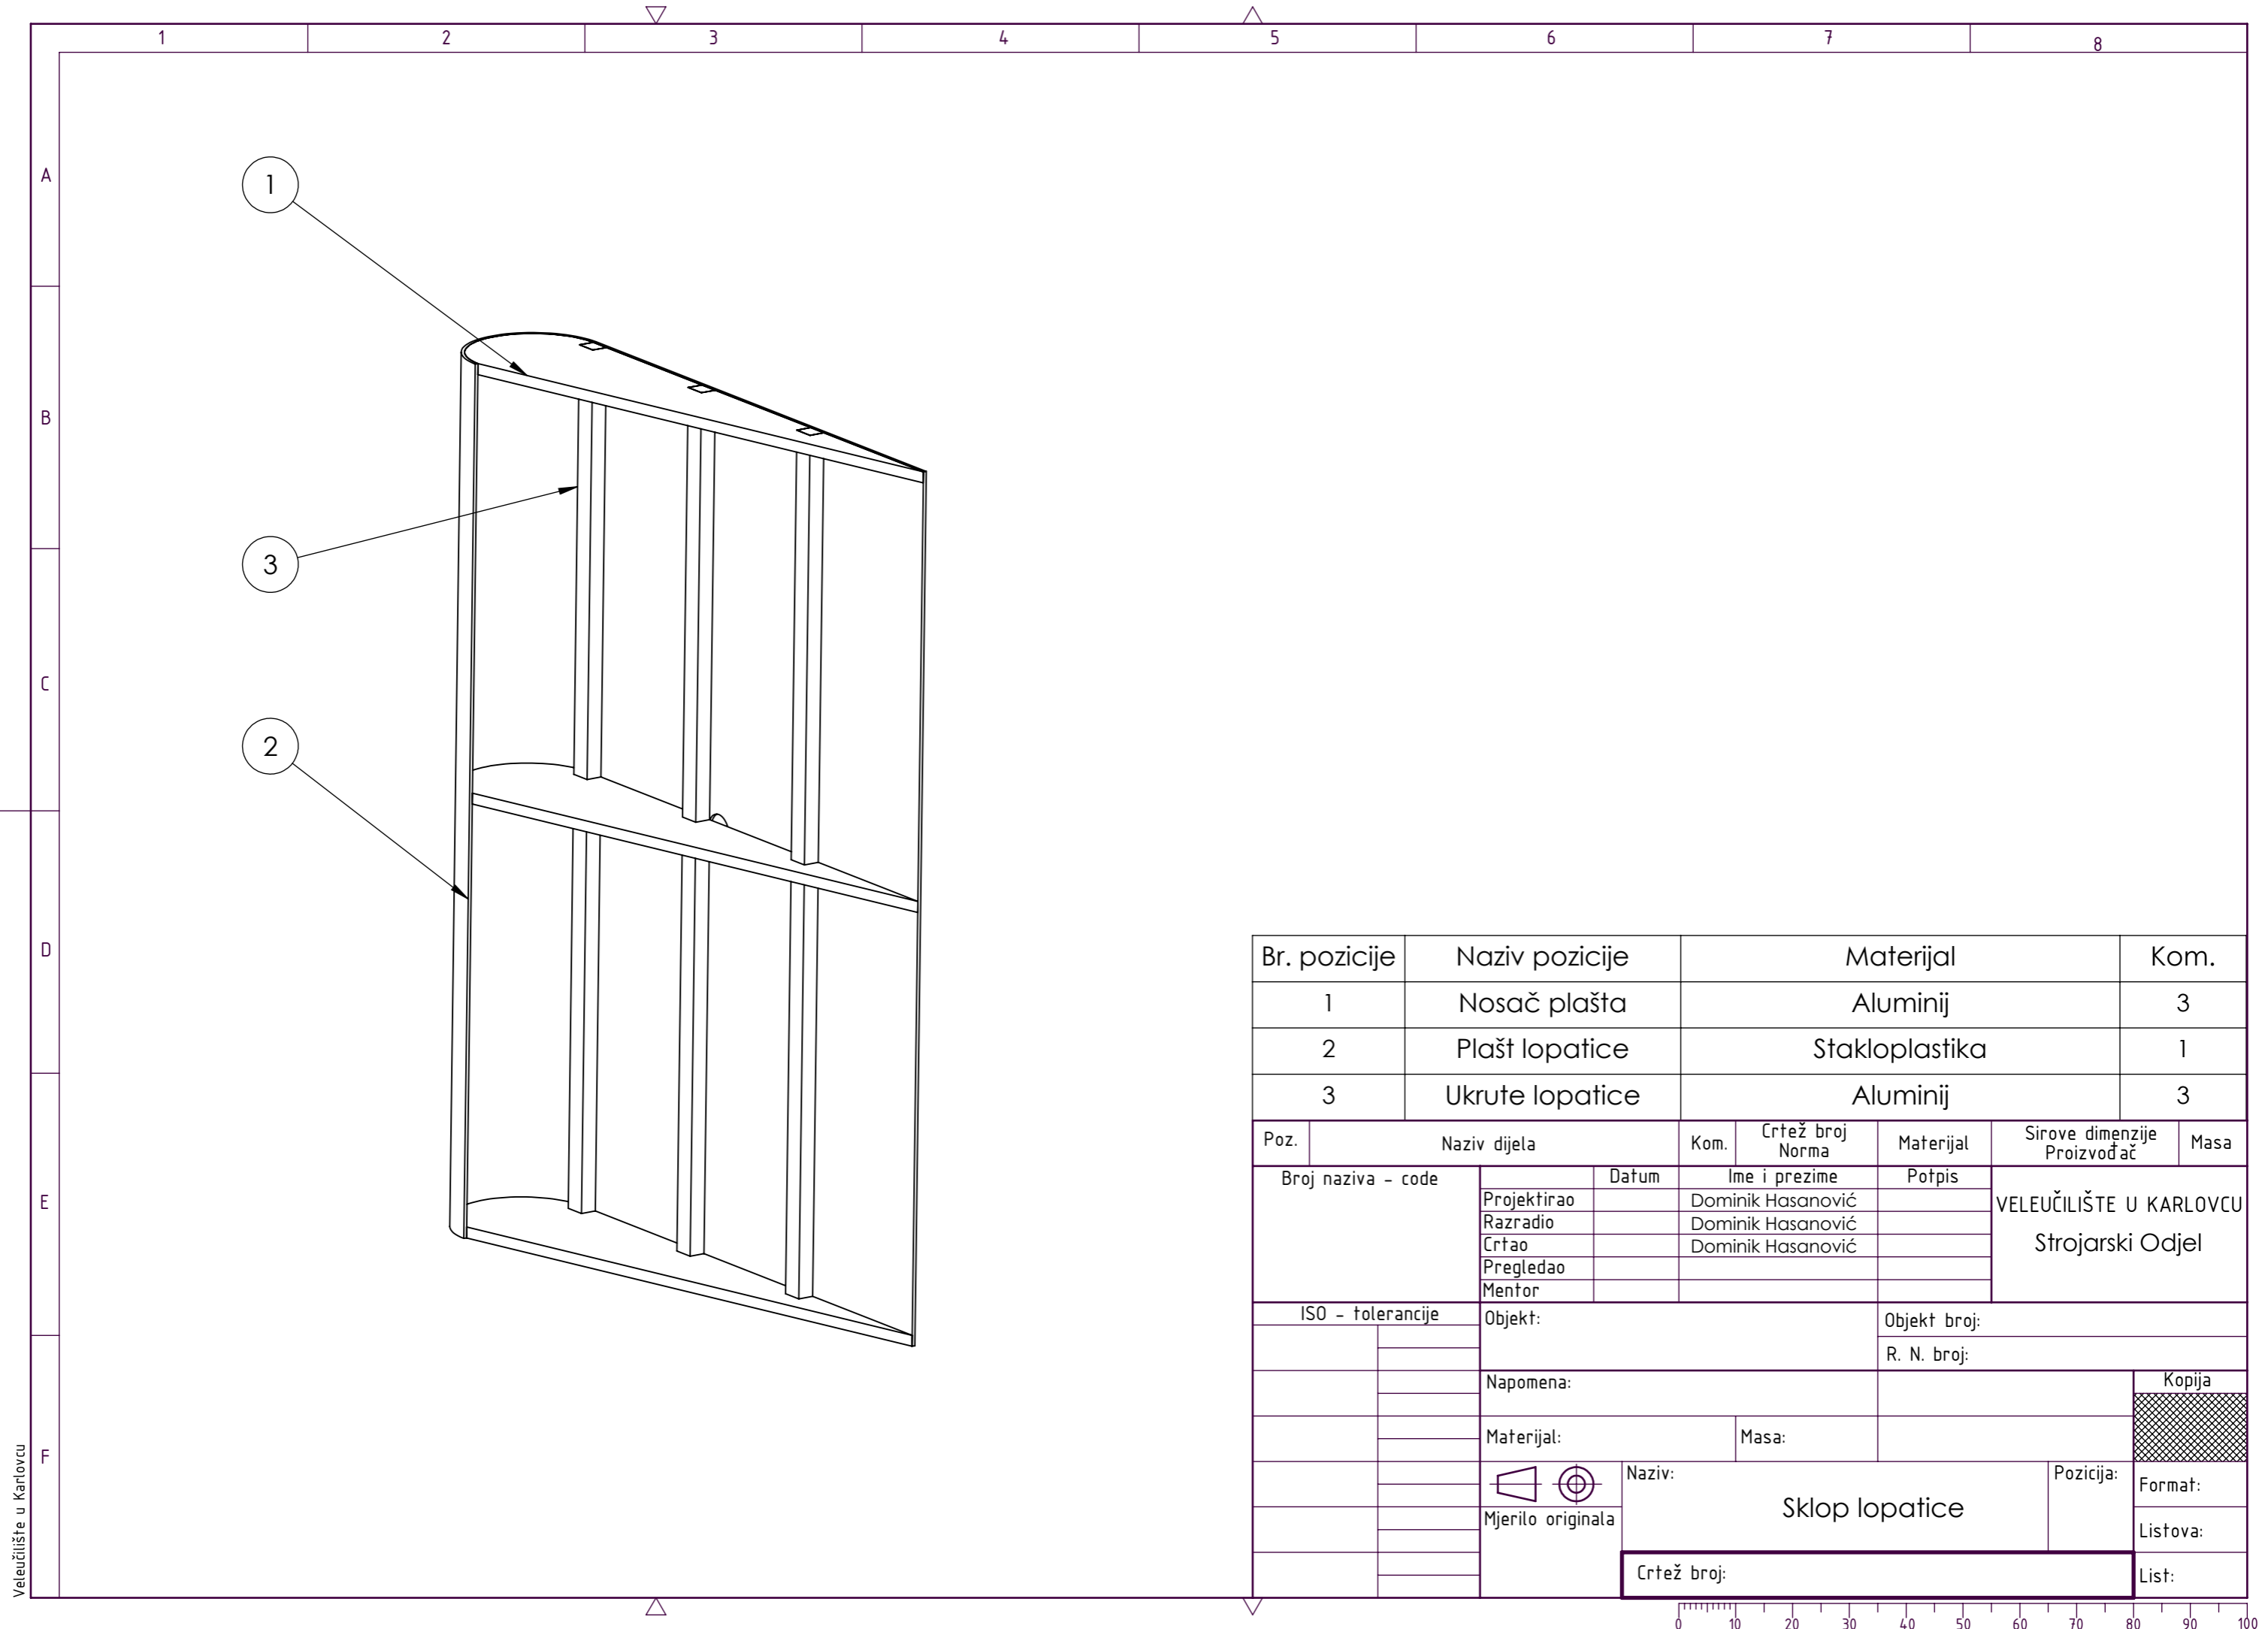 1 2 3 4 5 6 7 8
A
B
C
D
E
F
1
3
2
Br. pozicije Naziv pozicije Materijal Kom.
1 Nosač plašta Aluminij 3
2 Plašt lopatice Stakloplastika 1
3 Ukrute lopatice Aluminij 3
Poz. Naziv dijela Kom. Crtež broj Norma Materijal Sirove dimenzije Proizvođač Masa
Broj naziva - code
Datum Ime i prezime Potpis
Projektirao Dominik Hasanović
Razradio Dominik Hasanović
Crtao Dominik Hasanović
Pregledao
Mentor
VELEUČILIŠTE U KARLOVCU
Strojarski Odjel
ISO - tolerancije
Objekt:
Objekt broj:
R. N. broj:
Napomena:
Kopija
Materijal:
Masa:
Naziv:
Sklop lopatice
Pozicija:
Format:
Mjerilo originala
Listova:
Crtež broj:
List:
Veleučilište u Karlovcu
0 10 20 30 40 50 60 70 80 90 100